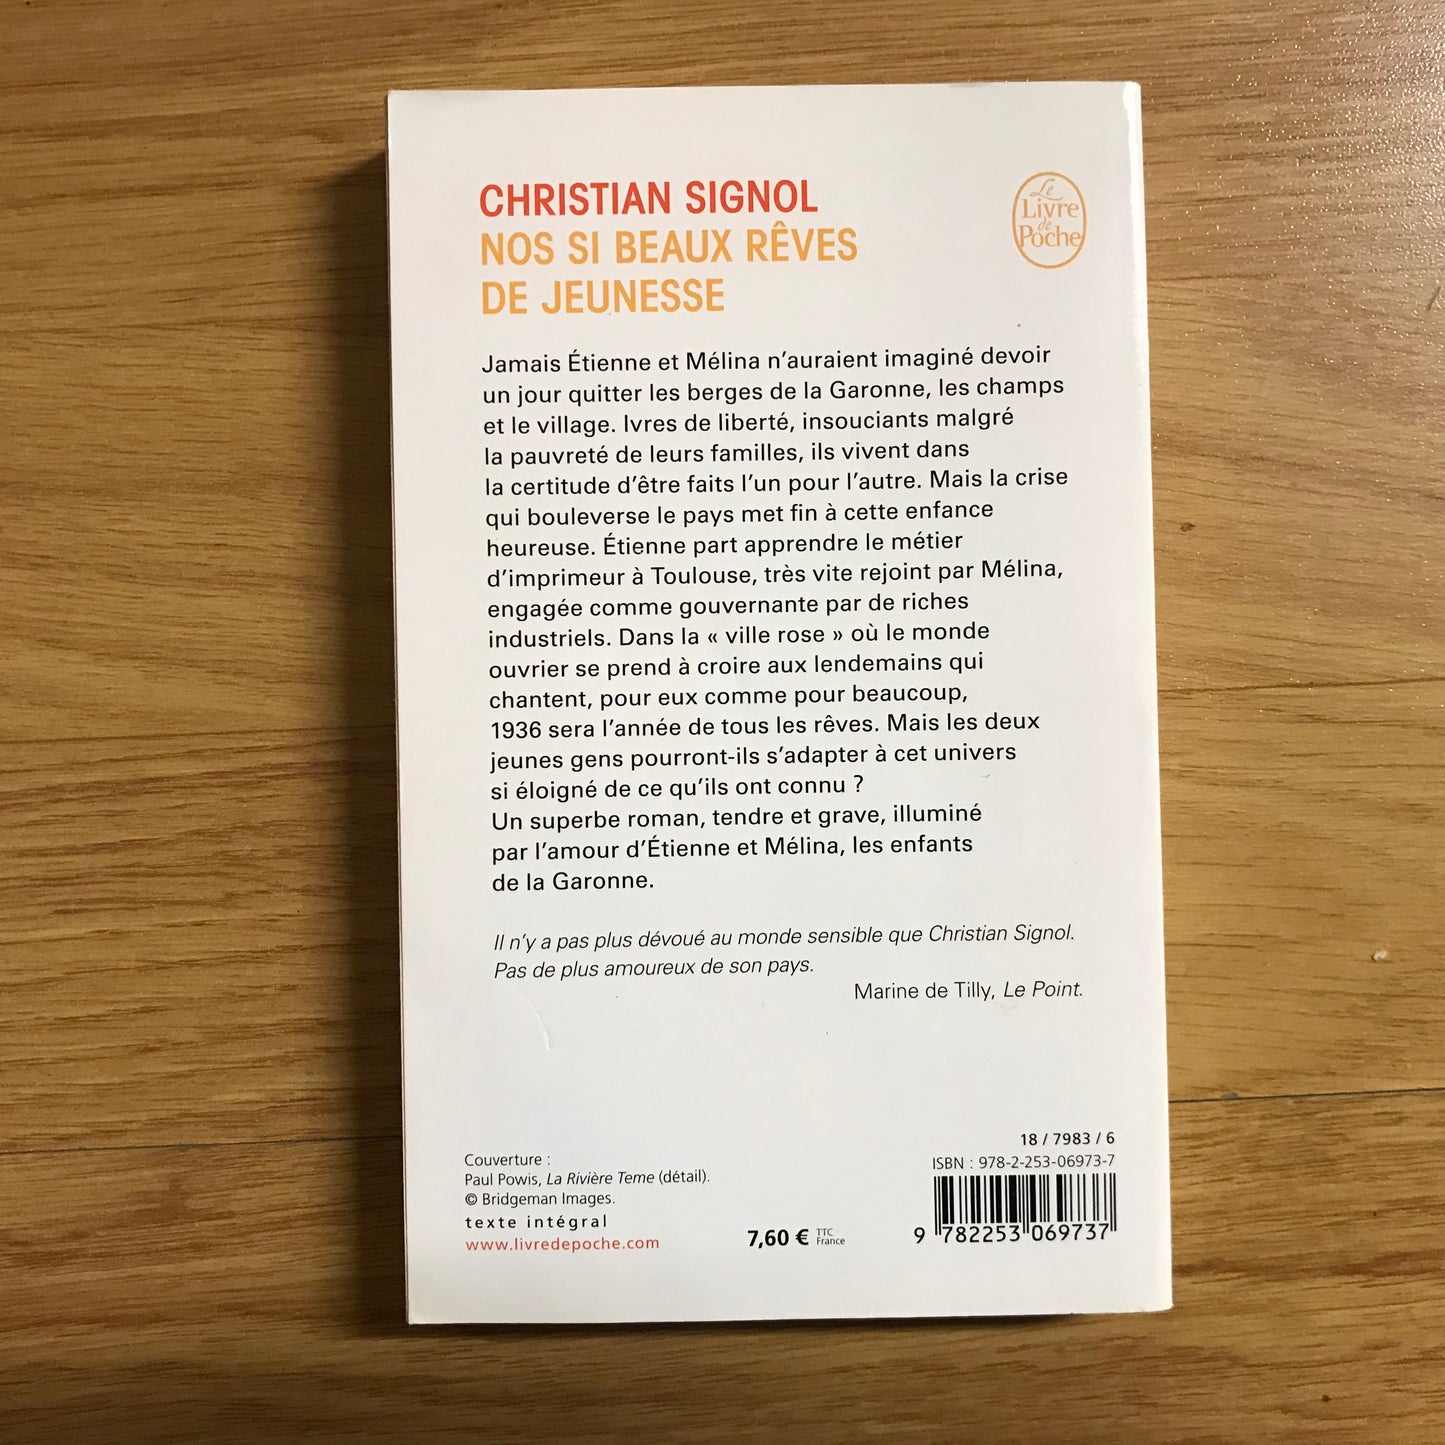 CHRISTIAN SIGNOL
NOS SI BEAUX RÊVES
DE JEUNESSE
Le
Livre
de
Poche
Jamais Étienne et Mélina n'auraient imaginé devoir
un jour quitter les berges de la Garonne, les champs
et le village. Ivres de liberté, insouciants malgré
la pauvreté de leurs familles, ils vivent dans
la certitude d'être faits l'un pour l'autre. Mais la crise
qui bouleverse le pays met fin à cette enfance
heureuse. Étienne part apprendre le métier
d'imprimeur à Toulouse, très vite rejoint par Mélina,
engagée comme gouvernante par de riches
industriels. Dans la « ville rose » où le monde
ouvrier se prend à croire aux lendemains qui
chantent, pour eux comme pour beaucoup,
1936 sera l'année de tous les rêves. Mais les deux
jeunes gens pourront-ils s'adapter à cet univers
si éloigné de ce qu'ils ont connu ?
Un superbe roman, tendre et grave, illuminé
par l'amour d'Étienne et Mélina, les enfants
de la Garonne.
Il n'y a pas plus dévoué au monde sensible que Christian Signol.
Pas de plus amoureux de son pays.
Marine de Tilly, Le Point.
Couverture :
Paul Powis, La Rivière Teme (détail).
© Bridgeman Images.
texte intégral
www.livredepoche.com
7,60 € TTC
France
18 / 7983 / 6
ISBN : 978-2-253-06973-7
9 782253 069737